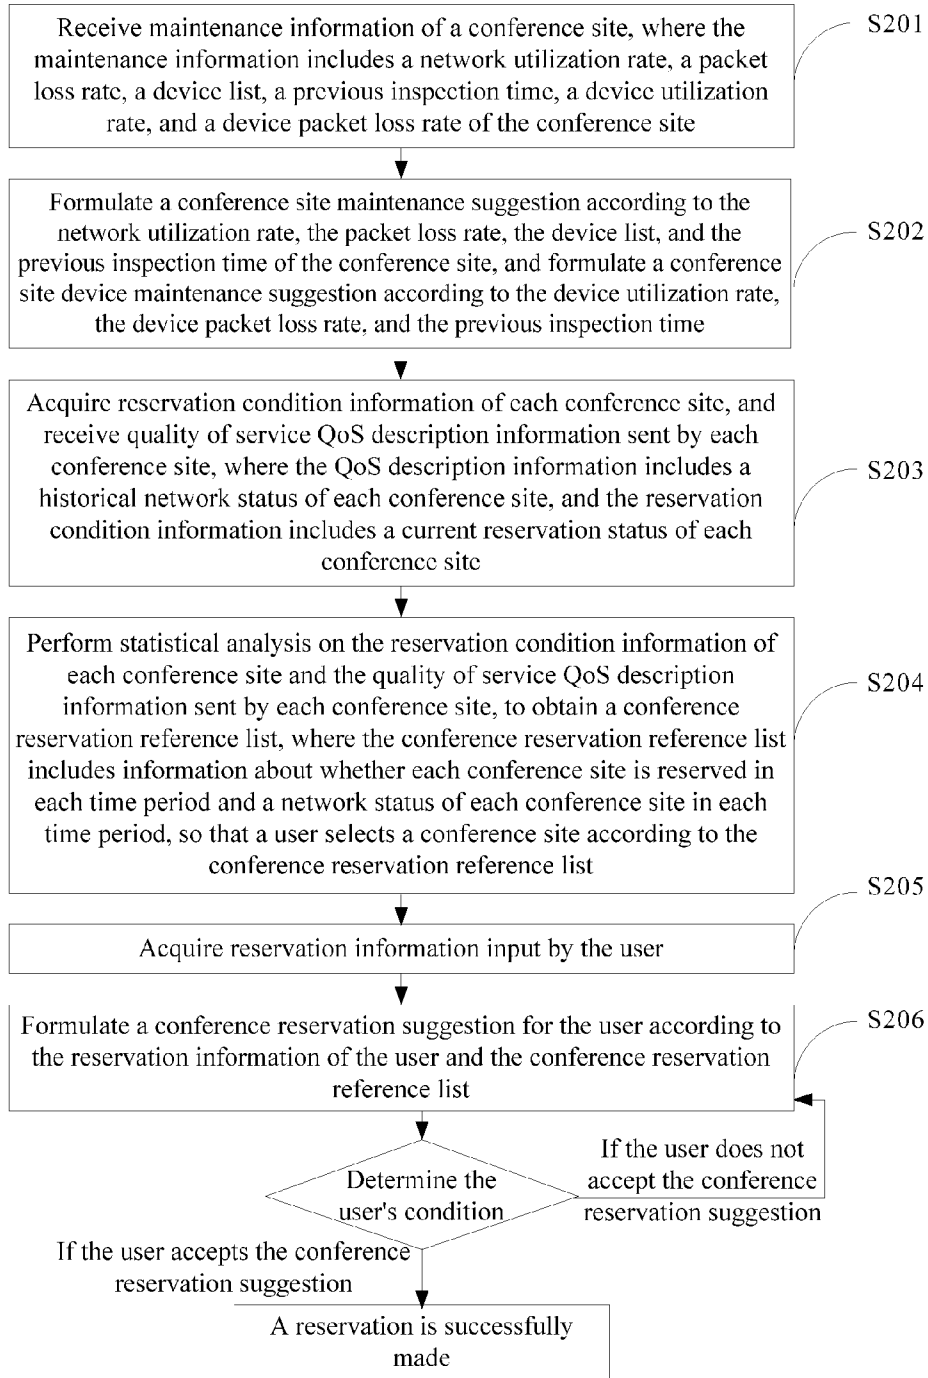 Receive maintenance information of a conference site, where the
maintenance information includes a network utilization rate, a packet
loss rate, a device list, a previous inspection time, a device utilization
rate, and a device packet loss rate of the conference site
S201
Formulate a conference site maintenance suggestion according to the
network utilization rate, the packet loss rate, the device list, and the
previous inspection time of the conference site, and formulate a conference
site device maintenance suggestion according to the device utilization rate,
the device packet loss rate, and the previous inspection time
S202
Acquire reservation condition information of each conference site, and
receive quality of service QoS description information sent by each
conference site, where the QoS description information includes a
historical network status of each conference site, and the reservation
condition information includes a current reservation status of each
conference site
S203
Perform statistical analysis on the reservation condition information of
each conference site and the quality of service QoS description
information sent by each conference site, to obtain a conference
reservation reference list, where the conference reservation reference list
includes information about whether each conference site is reserved in
each time period and a network status of each conference site in each
time period, so that a user selects a conference site according to the
conference reservation reference list
S204
Acquire reservation information input by the user
S205
Formulate a conference reservation suggestion for the user according to
the reservation information of the user and the conference reservation
reference list
S206
Determine the
user's condition
If the user does not
accept the conference
reservation suggestion
If the user accepts the conference
reservation suggestion
A reservation is successfully
made